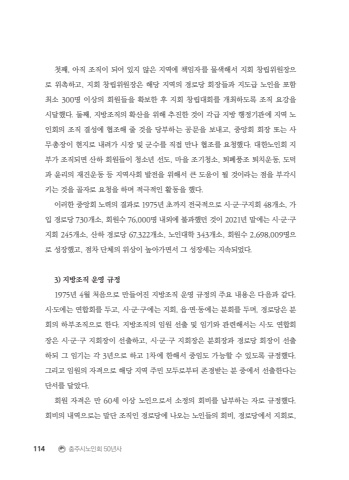 첫째, 아직 조직이 되어 있지 않은 지역에 책임자를 물색해서 지회 창립위원장으
로 위촉하고, 지회 창립위원장은 해당 지역의 경로당 회장들과 지도급 노인을 포함
최소 300명 이상의 회원들을 확보한 후 지회 창립대회를 개최하도록 조직 요강을
시달했다. 둘째, 지방조직의 확산을 위해 추진한 것이 각급 지방 행정기관에 지역 노
인회의 조직 결성에 협조해 줄 것을 당부하는 공문을 보내고, 중앙회 회장 또는 사
무총장이 현지로 내려가 시장 및 군수를 직접 만나 협조를 요청했다. 대한노인회 지
부가 조직되면 산하 회원들이 청소년 선도, 마을 조기청소, 퇴폐풍조 퇴치운동, 도덕
과 윤리의 재건운동 등 지역사회 발전을 위해서 큰 도움이 될 것이라는 점을 부각시
키는 것을 골자로 요청을 하며 적극적인 활동을 했다.
이러한 중앙회 노력의 결과로 1975년 초까지 전국적으로 시·군·구지회 48개소, 가
입 경로당 730개소, 회원수 76,000명 내외에 불과했던 것이 2021년 말에는 시·군·구
지회 245개소, 산하 경로당 67,322개소, 노인대학 343개소, 회원수 2,698,009명으
로 성장했고, 점차 단체의 위상이 높아가면서 그 성장세는 지속되었다.
3) 지방조직 운영 규정
1975년 4월 처음으로 만들어진 지방조직 운영 규정의 주요 내용은 다음과 같다.
시·도에는 연합회를 두고, 시·군·구에는 지회, 읍·면·동에는 분회를 두며, 경로당은 분
회의 하부조직으로 한다. 지방조직의 임원 선출 및 임기와 관련해서는 시·도 연합회
장은 시·군·구 지회장이 선출하고, 시·군·구 지회장은 분회장과 경로당 회장이 선출
하되 그 임기는 각 3년으로 하고 1차에 한해서 중임도 가능할 수 있도록 규정했다.
그리고 임원의 자격으로 해당 지역 주민 모두로부터 존경받는 분 중에서 선출한다는
단서를 달았다.
회원 자격은 만 60세 이상 노인으로서 소정의 회비를 납부하는 자로 규정했다.
회비의 내역으로는 말단 조직인 경로당에 나오는 노인들의 회비, 경로당에서 지회로,
114 충주시노인회 50년사